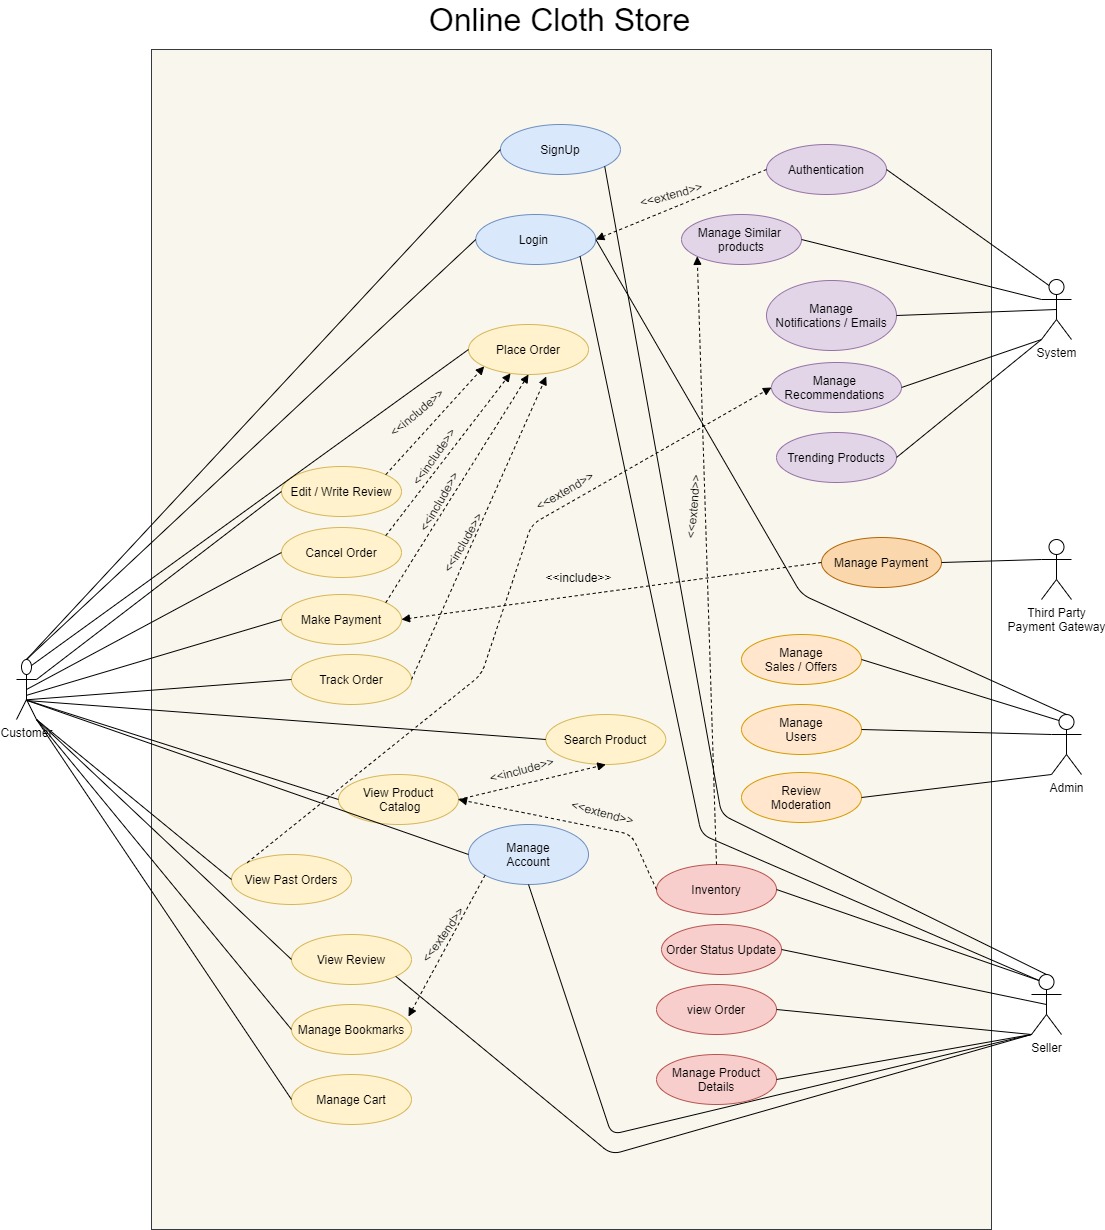 Online Cloth Store
SignUp
Authentication
<<extend>>
Login
Manage Similar
products
Manage
Notifications / Emails
System
Place Order
Manage
Recommendations
<<include>>
Trending Products
<<include>>
Edit / Write Review
<<extend>>
<<include>>
<<extend>>
<<include>>
Cancel Order
Manage Payment
<<include>>
Third Party
Payment Gateway
Make Payment
Manage
Sales / Offers
Track Order
Customer
Search Product
Manage
Users
<<include>>
View Product
Catalog
Review
Moderation
Admin
<<extend>>
Manage
Account
View Past Orders
Inventory
<<extend>>
View Review
Order Status Update
view Order
Manage Bookmarks
Seller
Manage Product
Details
Manage Cart